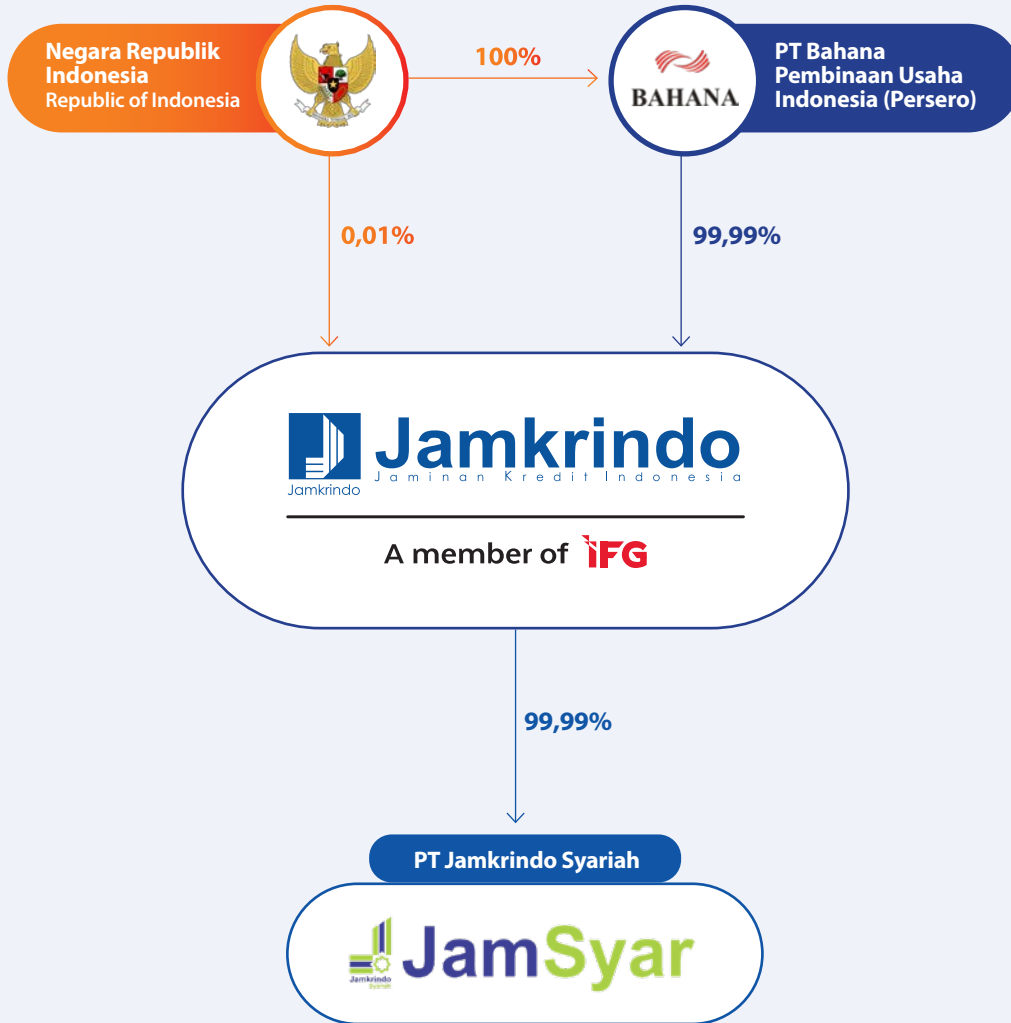 Negara Republik
Indonesia
Republic of Indonesia
100%
BAHANA
PT Bahana
Pembinaan Usaha
Indonesia (Persero)
0,01%
99,99%
Jamkrindo
Jamkrindo
Jaminan Kredit Indonesia
A member of IFG
99,99%
PT Jamkrindo Syariah
JamSyar
Jamkrindo
Syariah